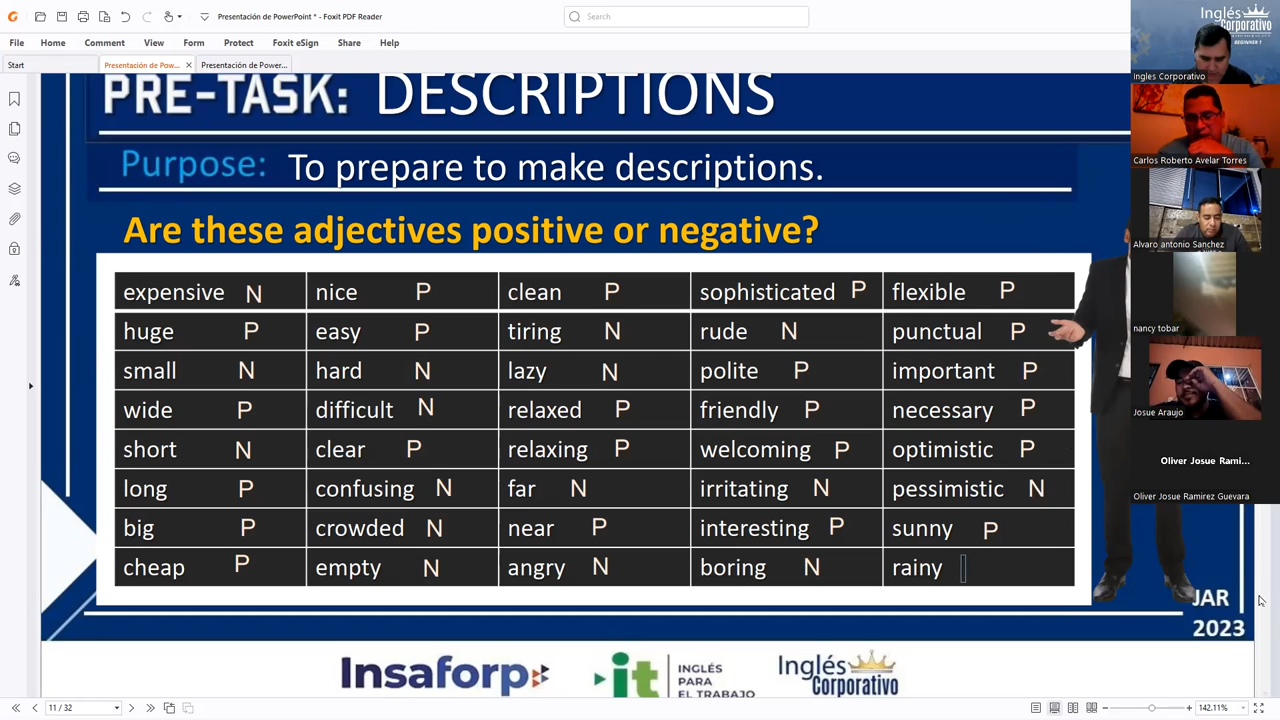 Presentación de PowerPoint * - Foxit PDF Reader
Search
File Home Comment View Form Protect Foxit eSign Share Help
Start Presentación de Pow... Presentación de Power...
PRE-TASK: DESCRIPTIONS
Purpose: To prepare to make descriptions.
Are these adjectives positive or negative?
expensive N nice P clean P sophisticated P flexible P
huge P easy P tiring N rude N punctual P
small N hard N lazy N polite P important P
wide P difficult N relaxed P friendly P necessary P
short N clear P relaxing P welcoming P optimistic P
long P confusing N far N irritating N pessimistic N
big P crowded N near P interesting P sunny P
cheap P empty N angry N boring N rainy
JAR
2023
Insaforp
it INGLÉS
PARA
EL TRABAJO
Inglés
Corporativo
11 / 32
142.11%
Inglés
Corporativo
BEGINNER 1
Ingles Corporativo
Carlos Roberto Avelar Torres
Alvaro antonio Sanchez
nancy tobar
Josue Araujo
Oliver Josue Rami...
Oliver Josue Ramirez Guevara